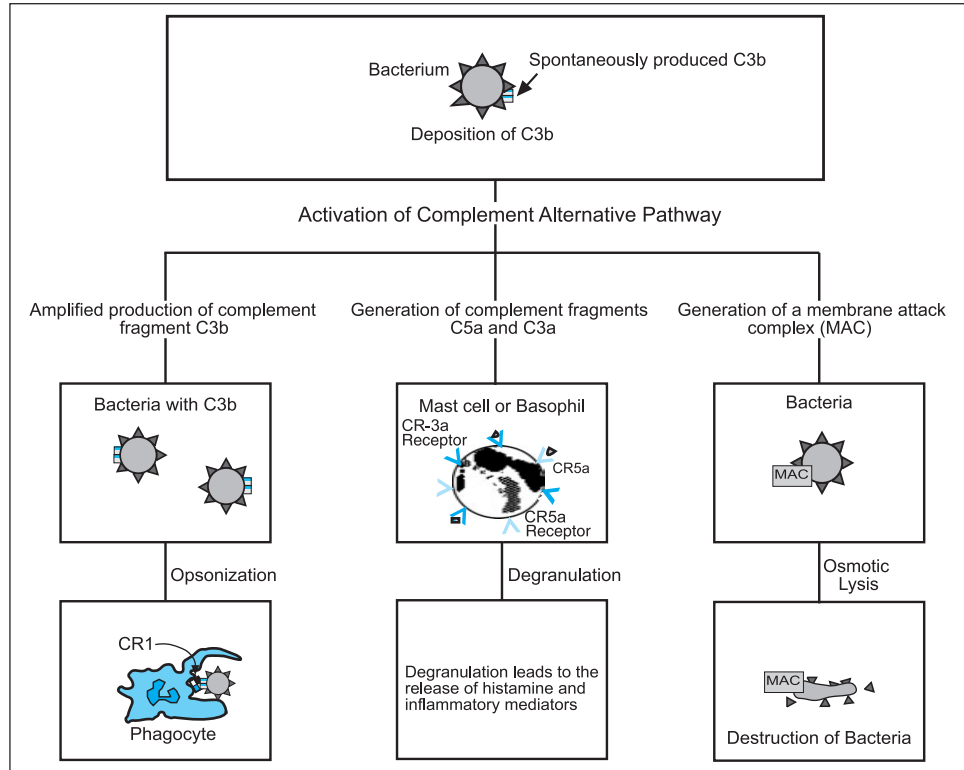 Bacterium
Spontaneously produced C3b
Deposition of C3b
Activation of Complement Alternative Pathway
Amplified production of complement
fragment C3b
Generation of complement fragments
C5a and C3a
Generation of a membrane attack
complex (MAC)
Bacteria with C3b
Mast cell or Basophil
CR-3a
Receptor
CR5a
CR5a
Receptor
Bacteria
MAC
Opsonization
Degranulation
Osmotic
Lysis
CR1
Phagocyte
Degranulation leads to the
release of histamine and
inflammatory mediators
MAC
Destruction of Bacteria